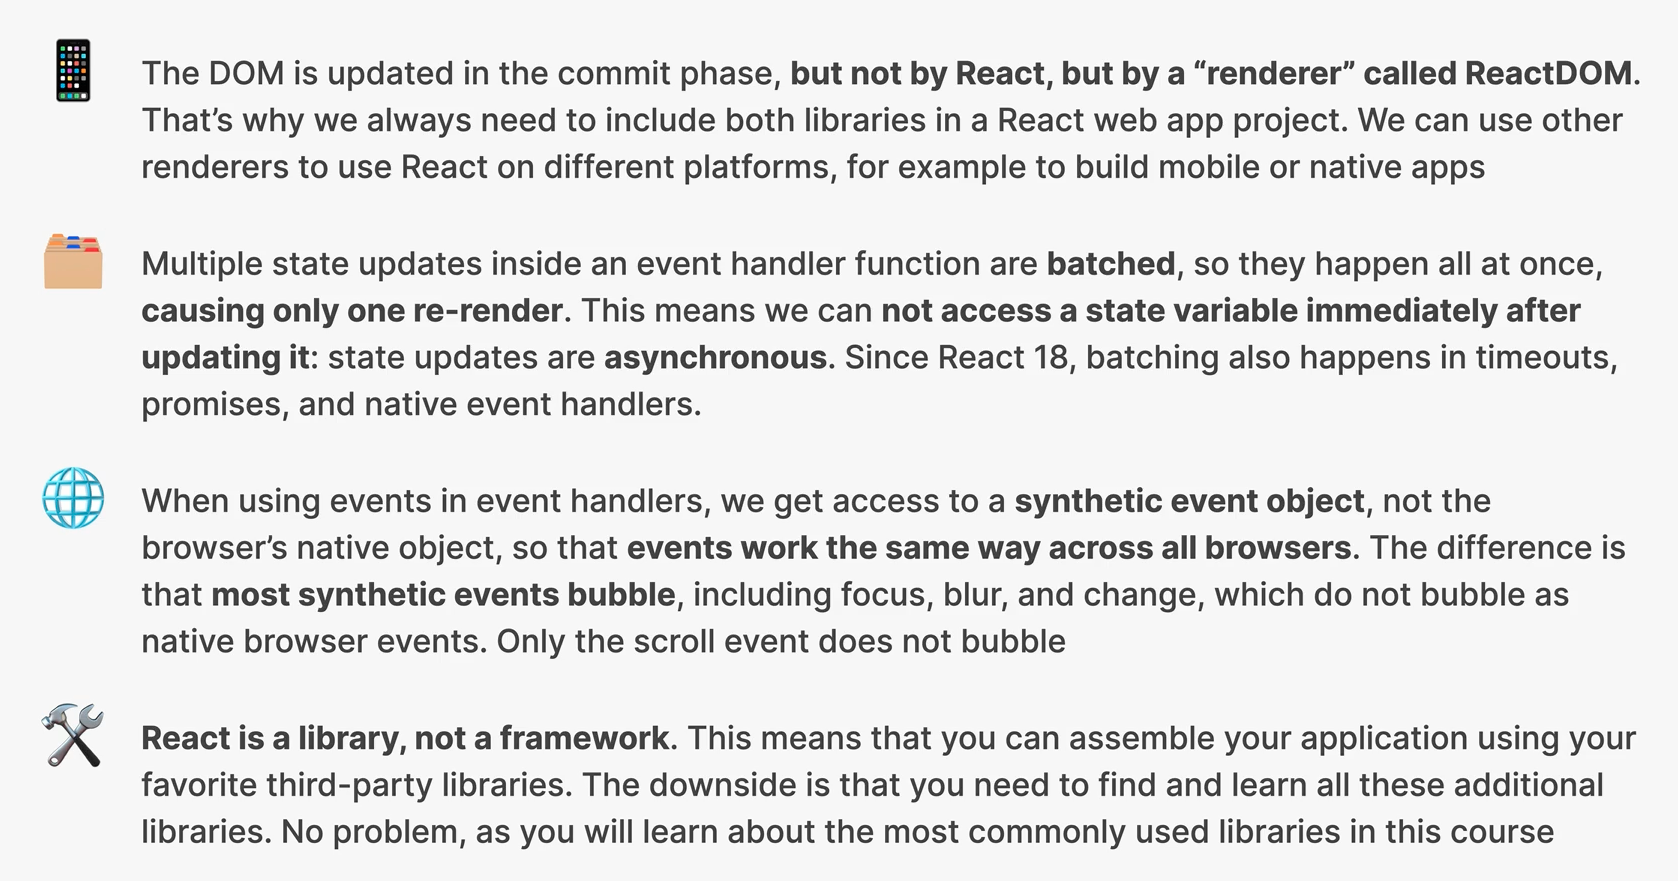 The DOM is updated in the commit phase, but not by React, but by a “renderer” called ReactDOM.
That’s why we always need to include both libraries in a React web app project. We can use other
renderers to use React on different platforms, for example to build mobile or native apps
Multiple state updates inside an event handler function are batched, so they happen all at once,
causing only one re-render. This means we can not access a state variable immediately after
updating it: state updates are asynchronous. Since React 18, batching also happens in timeouts,
promises, and native event handlers.
When using events in event handlers, we get access to a synthetic event object, not the
browser’s native object, so that events work the same way across all browsers. The difference is
that most synthetic events bubble, including focus, blur, and change, which do not bubble as
native browser events. Only the scroll event does not bubble
React is a library, not a framework. This means that you can assemble your application using your
favorite third-party libraries. The downside is that you need to find and learn all these additional
libraries. No problem, as you will learn about the most commonly used libraries in this course